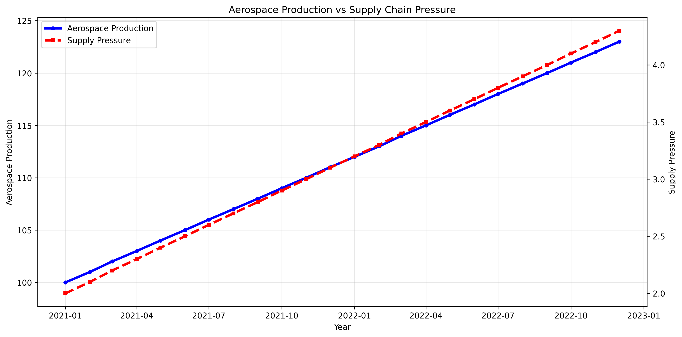 Aerospace Production vs Supply Chain Pressure
Aerospace Production
Supply Pressure
125
120
115
110
105
100
Aerospace Production
4.0
3.5
3.0
2.5
2.0
Supply Pressure
2021-01 2021-04 2021-07 2021-10 2022-01 2022-04 2022-07 2022-10 2023-01
Year